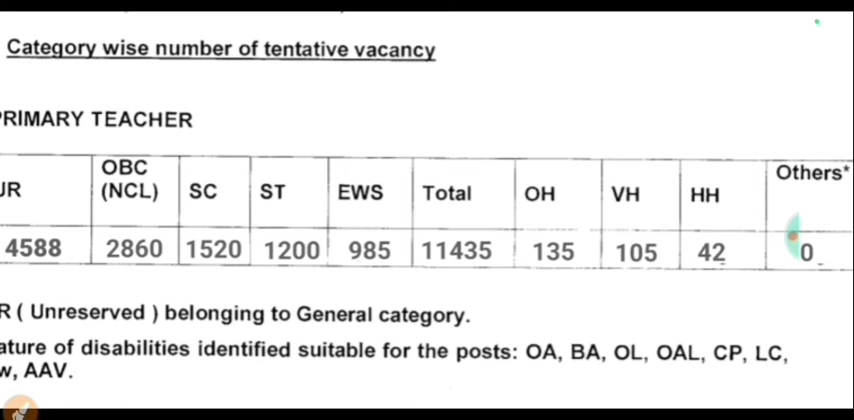 Category wise number of tentative vacancy
PRIMARY TEACHER
UR OBC (NCL) SC ST EWS Total OH VH HH Others*
4588 2860 1520 1200 985 11435 135 105 42 0
R ( Unreserved ) belonging to General category.
ature of disabilities identified suitable for the posts: OA, BA, OL, OAL, CP, LC,
w, AAV.